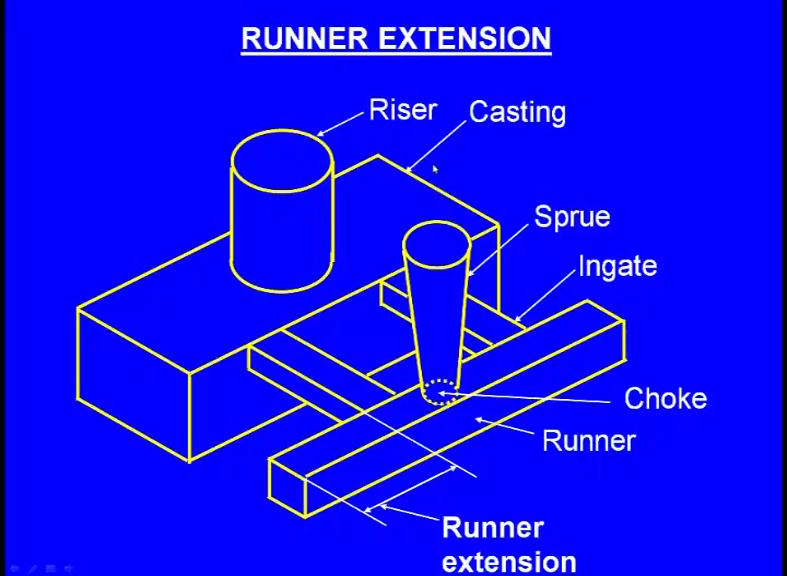 RUNNER EXTENSION
Riser
Casting
Sprue
Ingate
Choke
Runner
Runner
extension